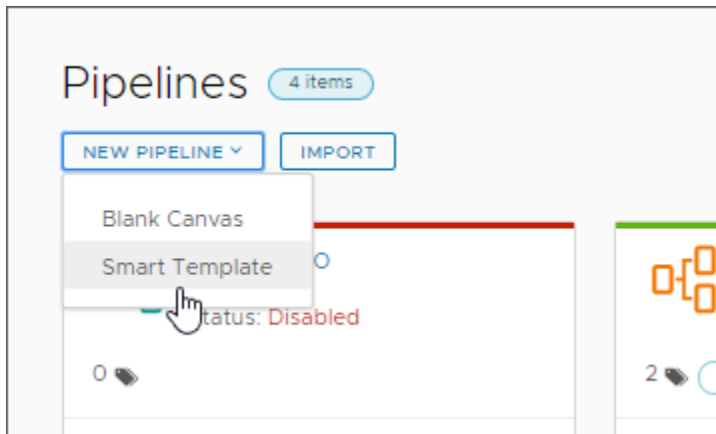 Pipelines 4 items
NEW PIPELINE IMPORT
Blank Canvas
Smart Template
Status: Disabled
0
2